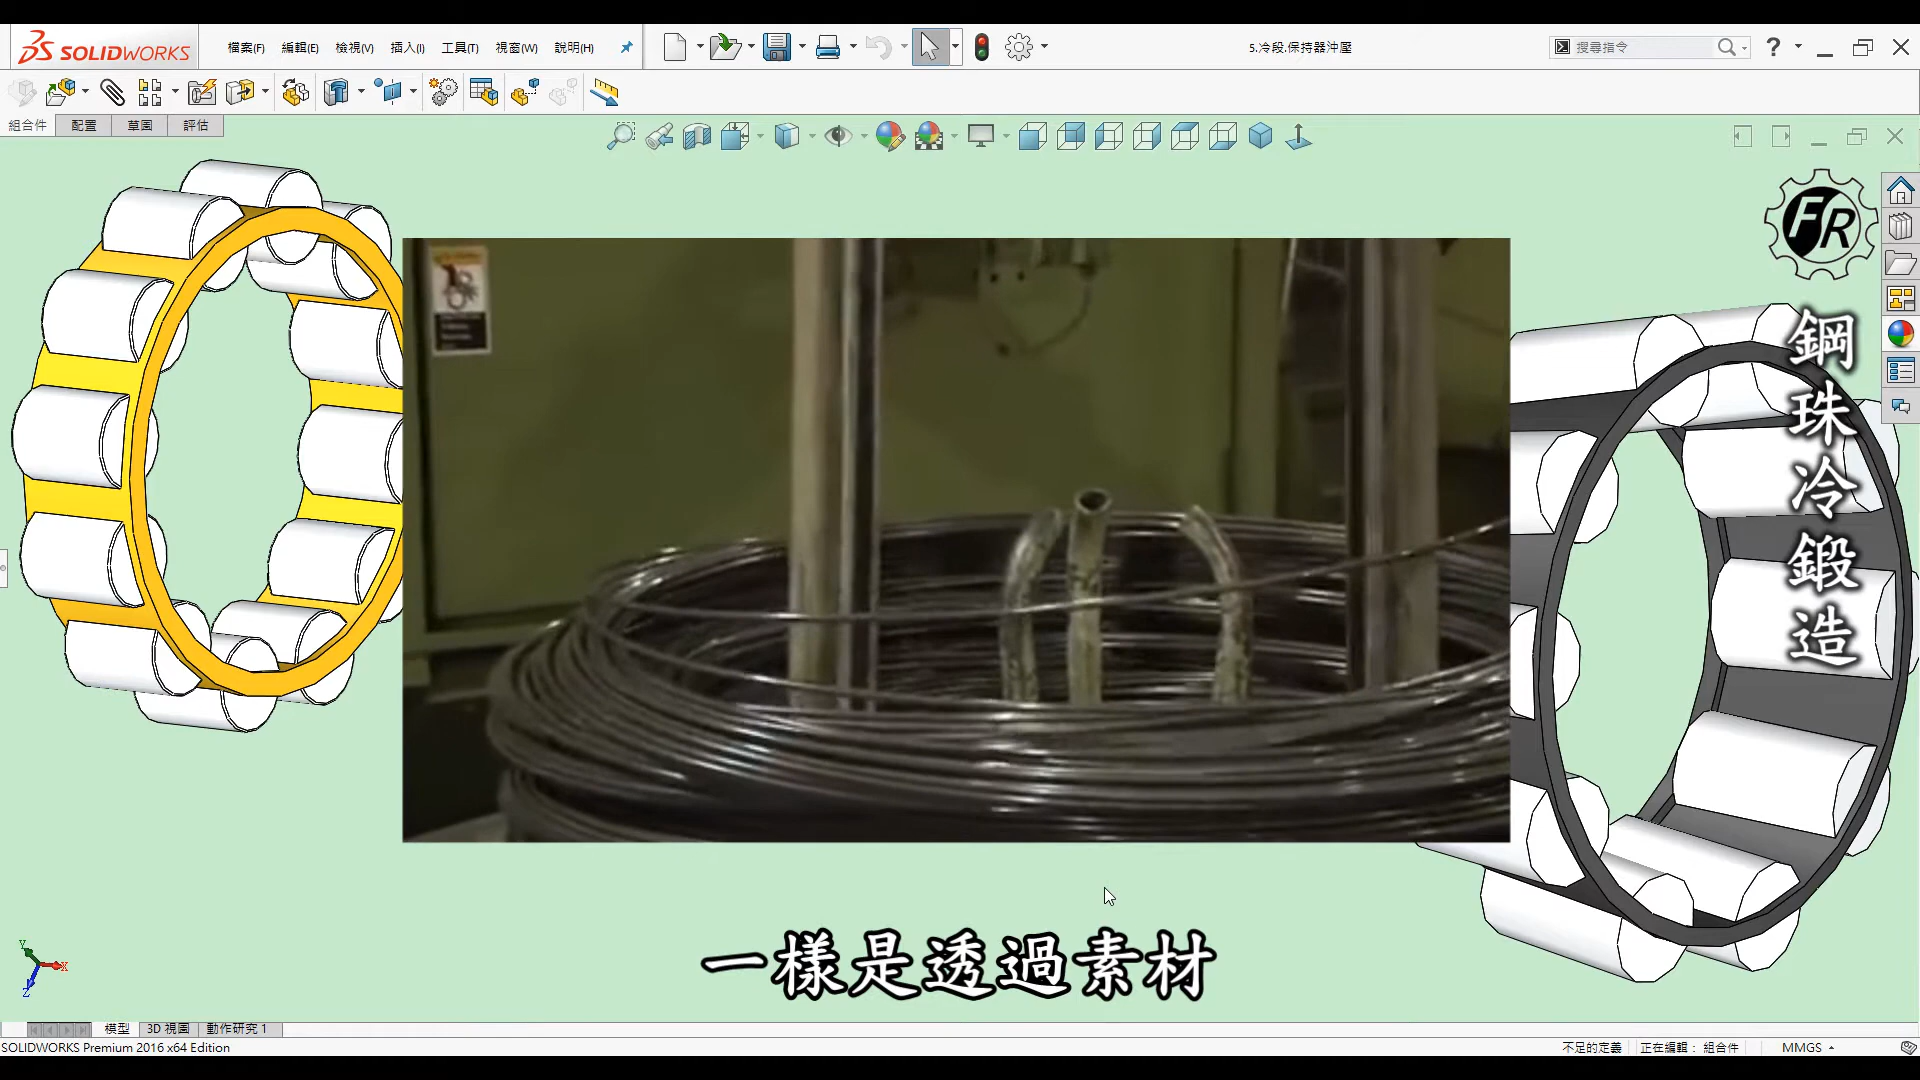 SOLIDWORKS
檔案(F) 編輯(E) 檢視(V) 插入(I) 工具(T) 視窗(W) 說明(H)
5.冷段.保持器沖壓
搜尋指令
組合件 配置 草圖 評估
FR
鋼珠冷鍛造
一樣是透過素材
Y
X
Z
模型 3D 視圖 動作研究 1
SOLIDWORKS Premium 2016 x64 Edition
不足的定義 正在編輯： 組合件 MMGS